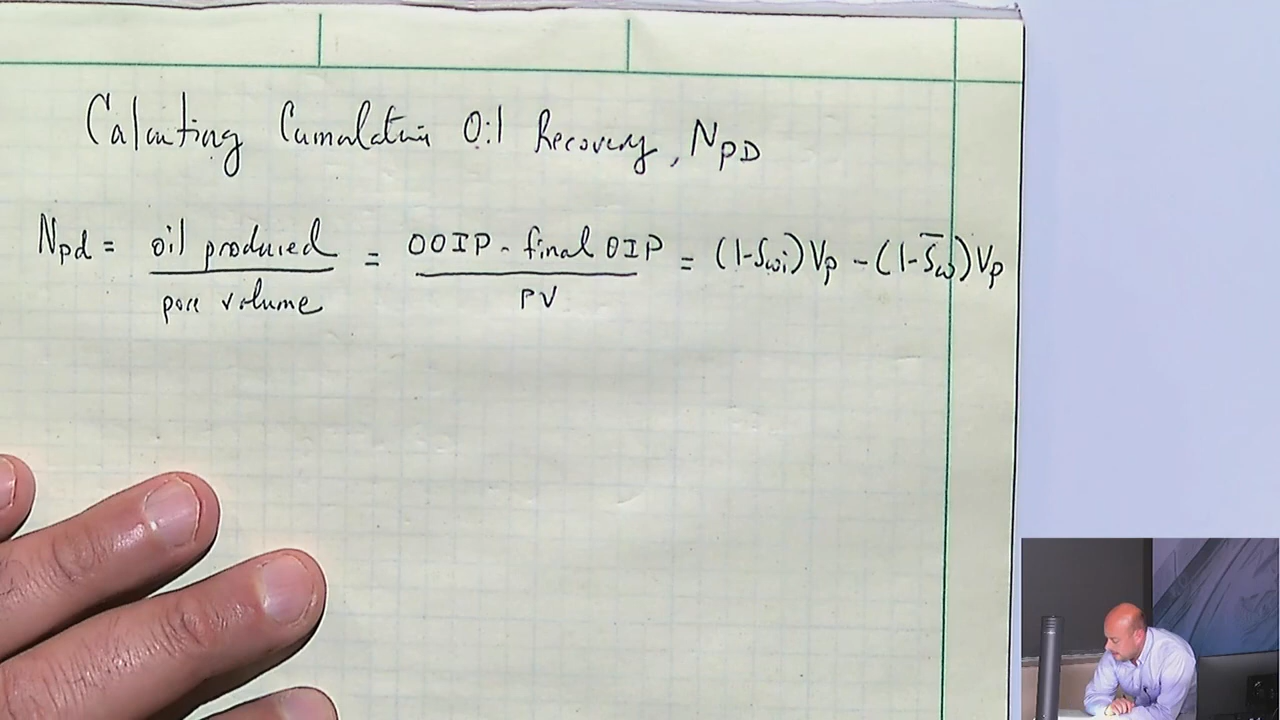 Calculating Cumulative Oil Recovery, NpD
Npd = oil produced / pore volume = OOIP - final OIP / PV = (1-Swi)Vp - (1-S̅w)Vp